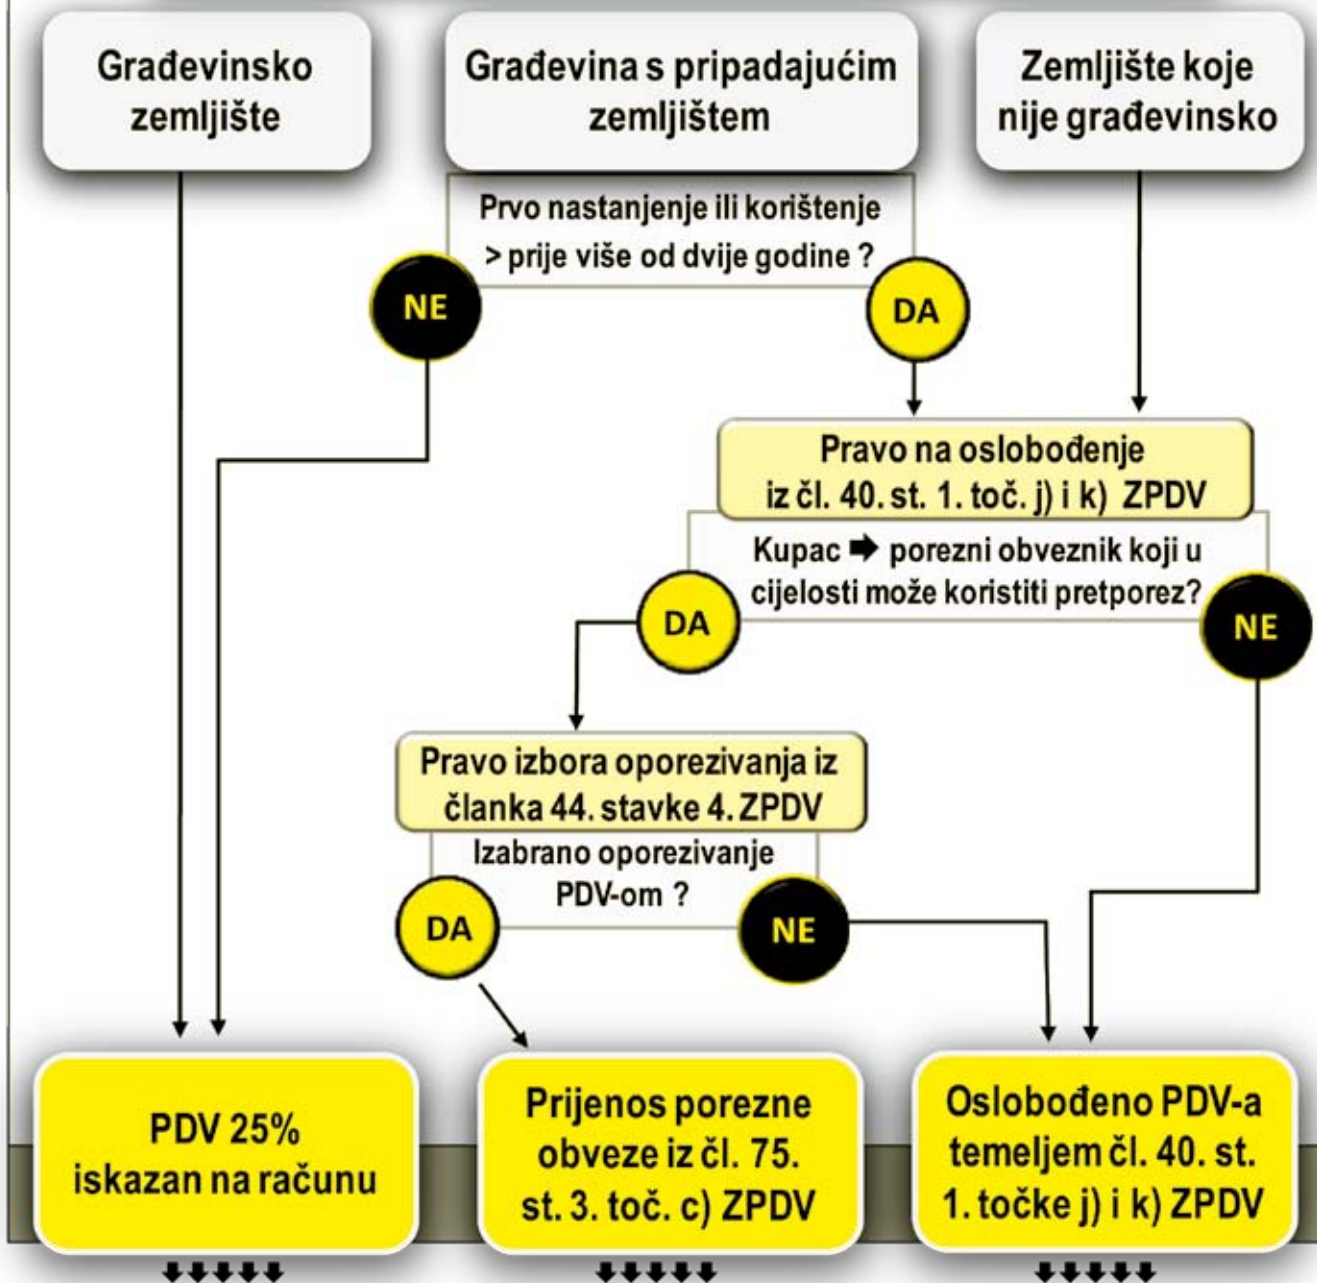 Građevinsko
zemljište
Građevina s pripadajućim
zemljištem
Zemljište koje
nije građevinsko
Prvo nastanjenje ili korištenje
> prije više od dvije godine ?
NE
DA
Pravo na oslobođenje
iz čl. 40. st. 1. toč. j) i k) ZPDV
Kupac ➡ porezni obveznik koji u
cijelosti može koristiti pretporez?
DA
NE
Pravo izbora oporezivanja iz
članka 44. stavke 4. ZPDV
Izabrano oporezivanje
PDV-om ?
DA
NE
PDV 25%
iskazan na računu
Prijenos porezne
obveze iz čl. 75.
st. 3. toč. c) ZPDV
Oslobođeno PDV-a
temeljem čl. 40. st.
1. točke j) i k) ZPDV